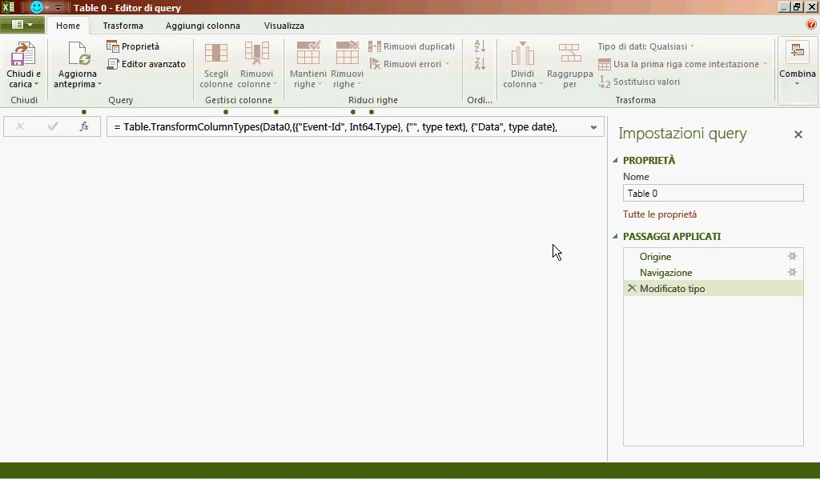 Table 0 - Editor di query
Home
Trasforma
Aggiungi colonna
Visualizza
Chiudi e
carica
Chiudi
Aggiorna
anteprima
Proprietà
Editor avanzato
Query
Scegli
colonne
Rimuovi
colonne
Gestisci colonne
Mantieni
righe
Rimuovi
righe
Rimuovi duplicati
Rimuovi errori
Riduci righe
Ordi...
Dividi
colonna
Raggruppa
per
Tipo di dati: Qualsiasi
Usa la prima riga come intestazione
Sostituisci valori
Trasforma
Combina
= Table.TransformColumnTypes(Data0,{{"Event-Id", Int64.Type}, {"", type text}, {"Data", type date},
Impostazioni query
PROPRIETÀ
Nome
Table 0
Tutte le proprietà
PASSAGGI APPLICATI
Origine
Navigazione
Modificato tipo